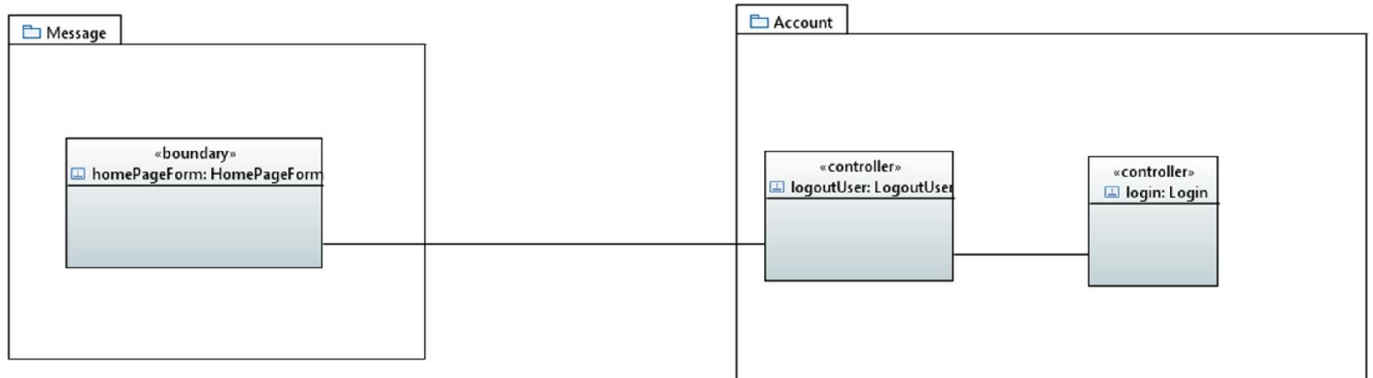 Message
Account
«boundary»
homePageForm: HomePageForm
«controller»
logoutUser: LogoutUser
«controller»
login: Login